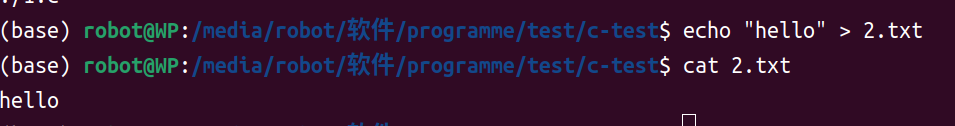 (base) robot@WP:/media/robot/软件/programme/test/c-test$ echo "hello" > 2.txt
(base) robot@WP:/media/robot/软件/programme/test/c-test$ cat 2.txt
hello